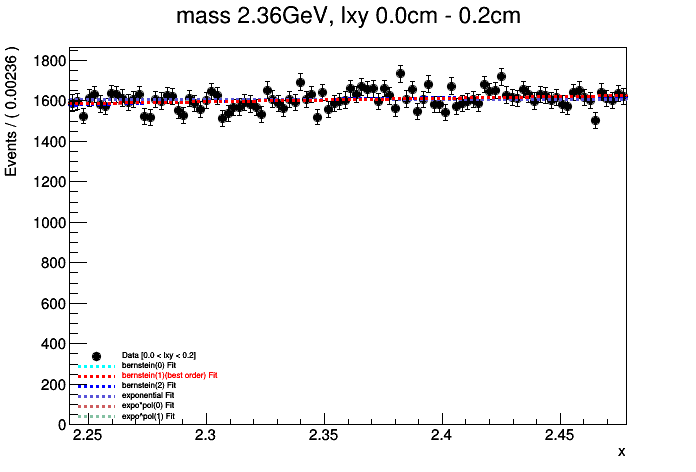 mass 2.36GeV, lxy 0.0cm - 0.2cm
Events / ( 0.00236 )
1800
1600
1400
1200
1000
800
600
400
200
0
Data [0.0 < lxy < 0.2]
bernstein(0) Fit
bernstein(1)(best order) Fit
bernstein(2) Fit
exponential Fit
expo*pol(0) Fit
expo*pol(1) Fit
2.25 2.3 2.35 2.4 2.45
x